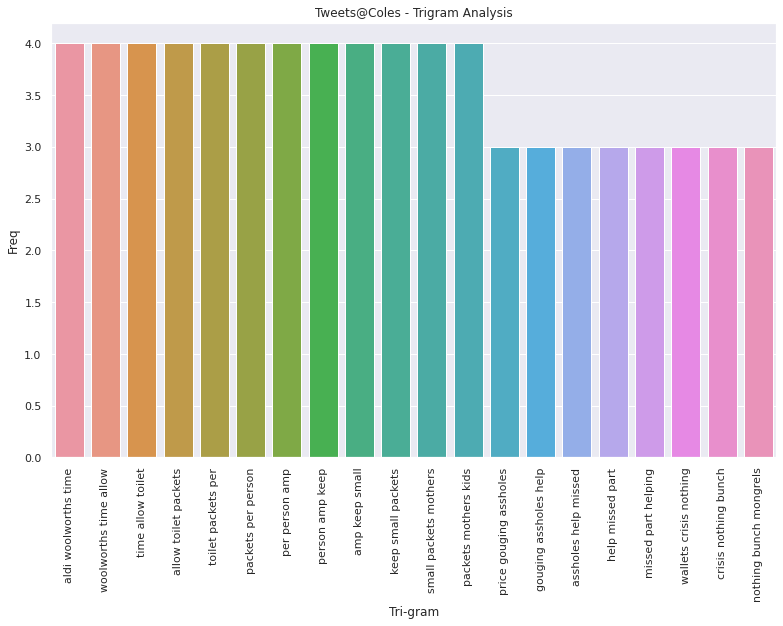 Tweets@Coles - Trigram Analysis
4.0
3.5
3.0
2.5
2.0
1.5
1.0
0.5
0.0
Freq
aldi woolworths time
woolworths time allow
time allow toilet
allow toilet packets
toilet packets per
packets per person
per person amp
person amp keep
amp keep small
keep small packets
small packets mothers
packets mothers kids
price gouging assholes
gouging assholes help
assholes help missed
help missed part
missed part helping
wallets crisis nothing
crisis nothing bunch
nothing bunch mongrels
Tri-gram